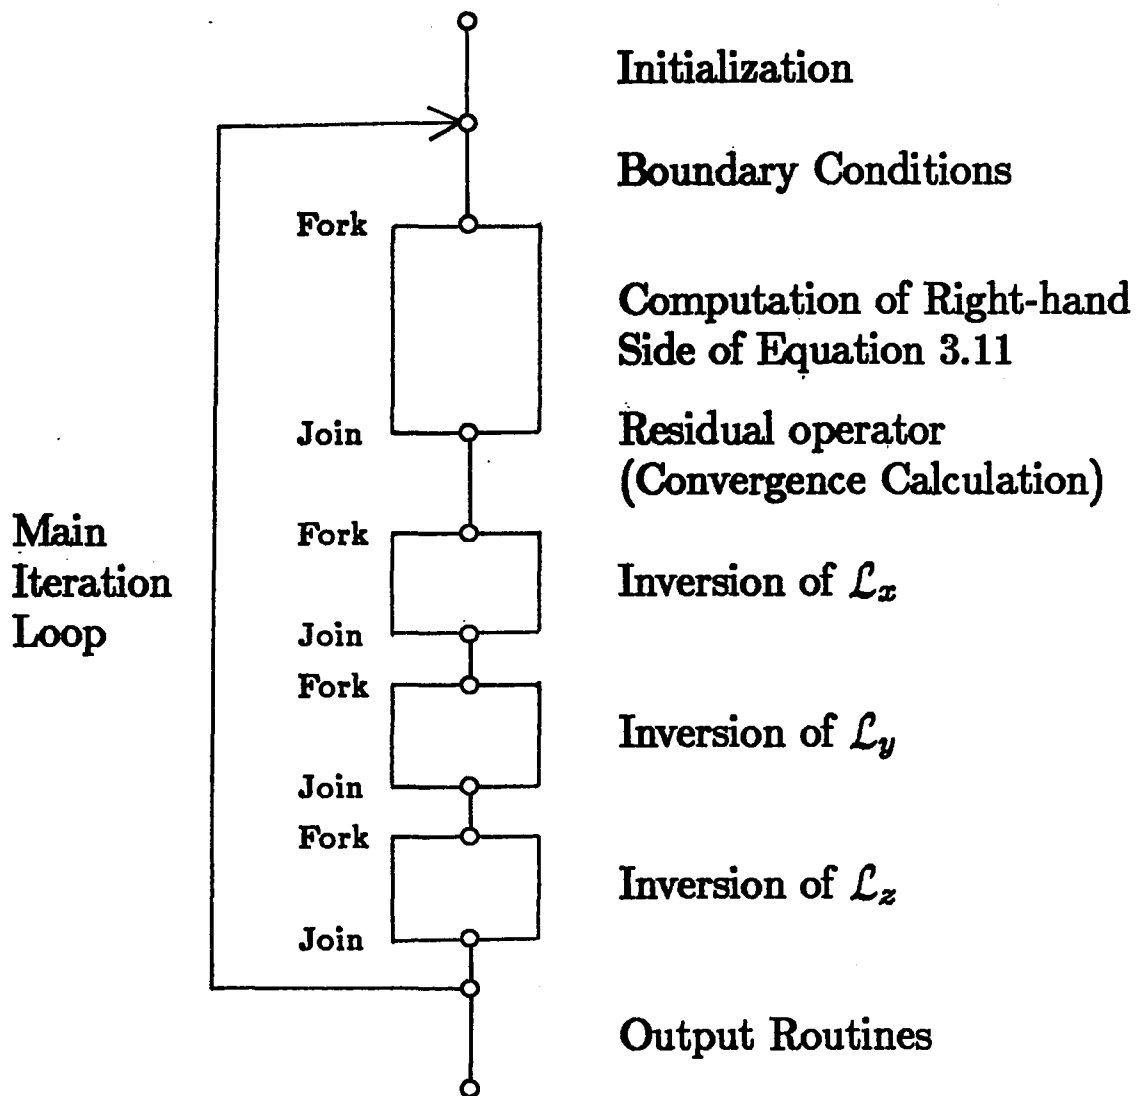 Initialization
Boundary Conditions
Fork
Computation of Right-hand
Side of Equation 3.11
Join
Residual operator
(Convergence Calculation)
Main
Iteration
Loop
Fork
Inversion of ℒₓ
Join
Fork
Inversion of ℒ_y
Join
Fork
Inversion of ℒ_z
Join
Output Routines